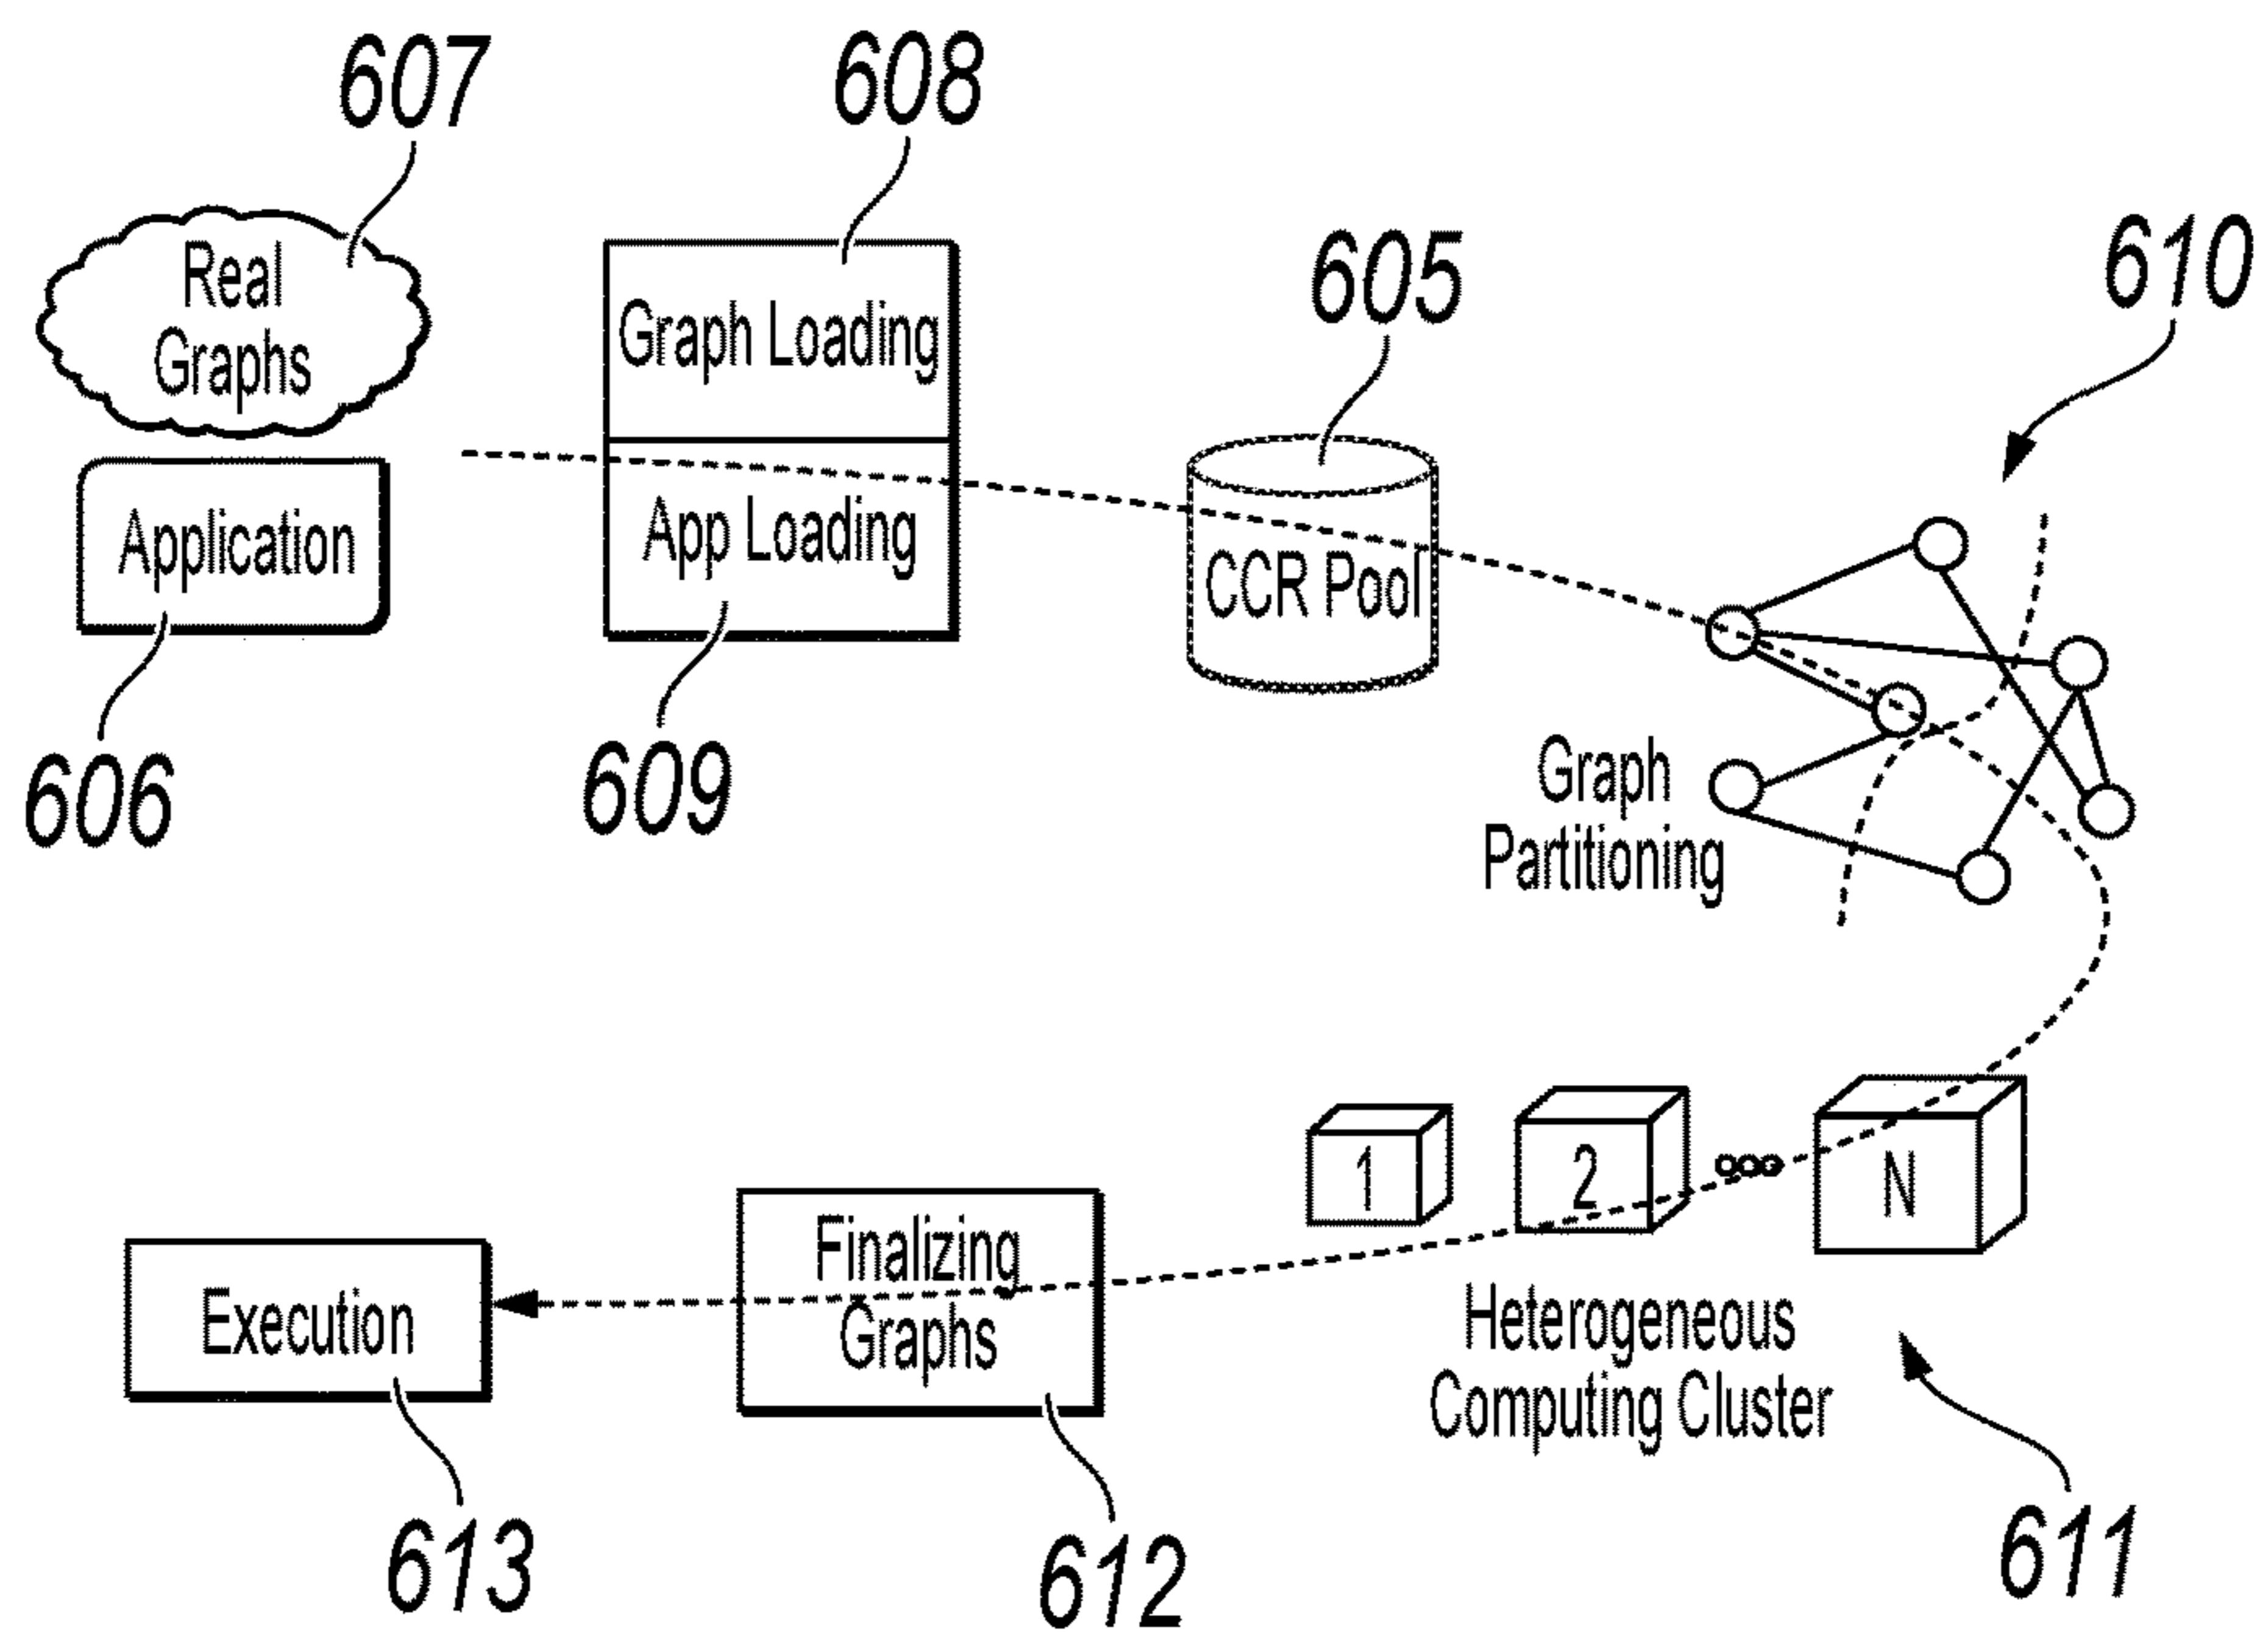 607
608
Real
Graphs
Graph Loading
605
610
Application
App Loading
CCR Pool
606
609
Graph
Partitioning
1
2
N
Execution
Finalizing
Graphs
Heterogeneous
Computing Cluster
613
612
611